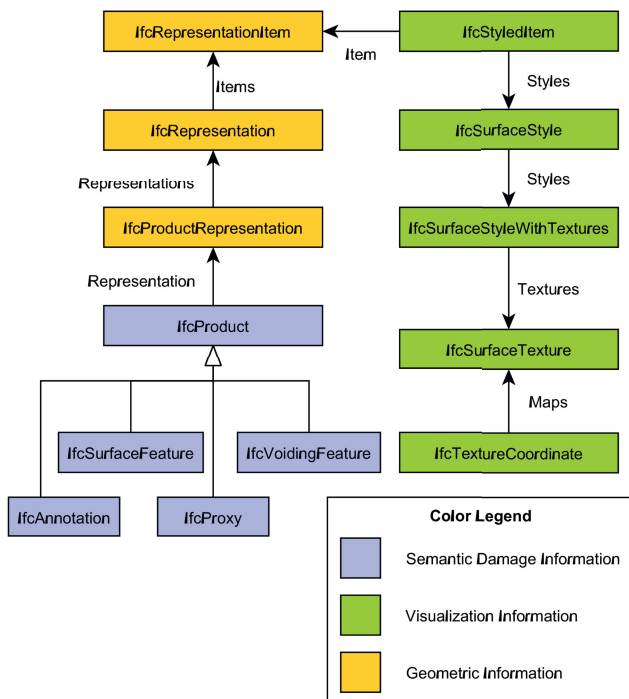 IfcRepresentationItem
IfcStyledItem
Item
Items
Styles
IfcRepresentation
IfcSurfaceStyle
Representations
Styles
IfcProductRepresentation
IfcSurfaceStyleWithTextures
Representation
Textures
IfcProduct
IfcSurfaceTexture
Maps
IfcSurfaceFeature
IfcVoidingFeature
IfcTextureCoordinate
IfcAnnotation
IfcProxy
Color Legend
Semantic Damage Information
Visualization Information
Geometric Information